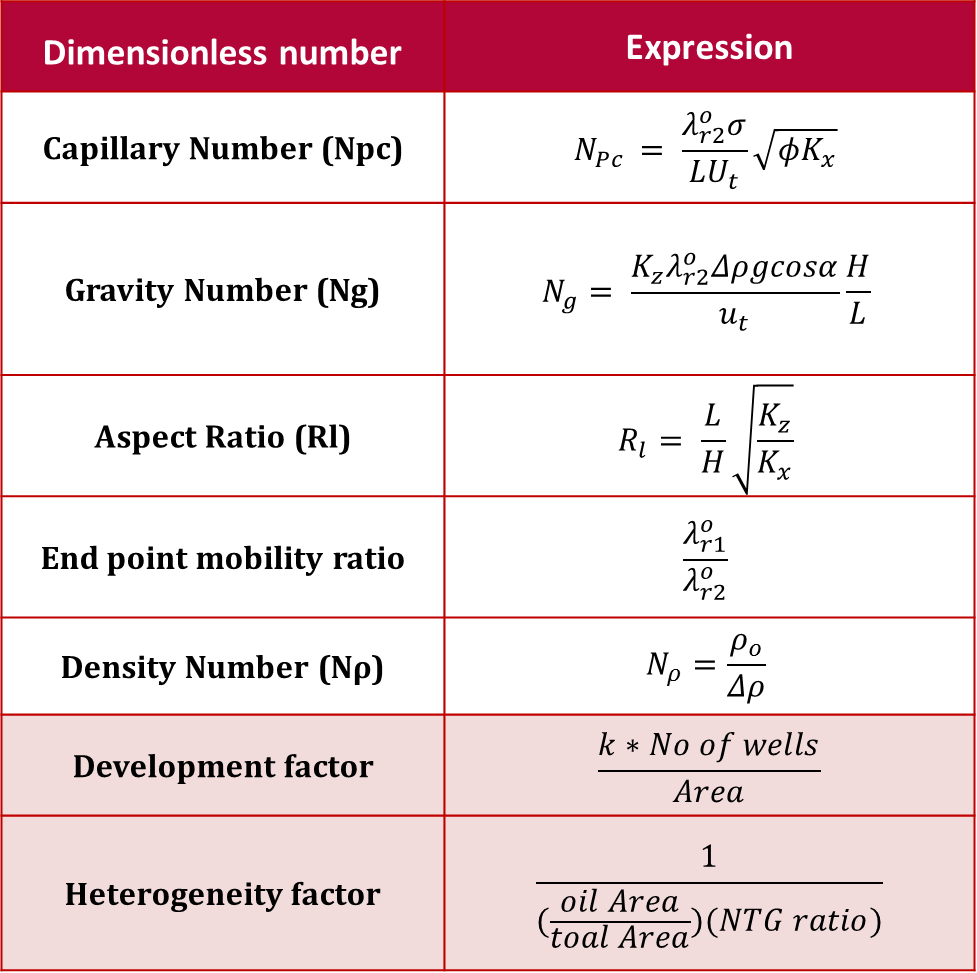 Dimensionless number Expression
Capillary Number (Npc) N_{Pc} = \frac{\lambda_{r2}^{o}\sigma}{LU_t}\sqrt{\phi K_x}
Gravity Number (Ng) N_g = \frac{K_z\lambda_{r2}^{o}\Delta\rho gcos\alpha}{u_t}\frac{H}{L}
Aspect Ratio (Rl) R_l = \frac{L}{H}\sqrt{\frac{K_z}{K_x}}
End point mobility ratio \frac{\lambda_{r1}^{o}}{\lambda_{r2}^{o}}
Density Number (Nρ) N_\rho = \frac{\rho_o}{\Delta\rho}
Development factor \frac{k * No of wells}{Area}
Heterogeneity factor \frac{1}{(\frac{oil Area}{toal Area})(NTG ratio)}